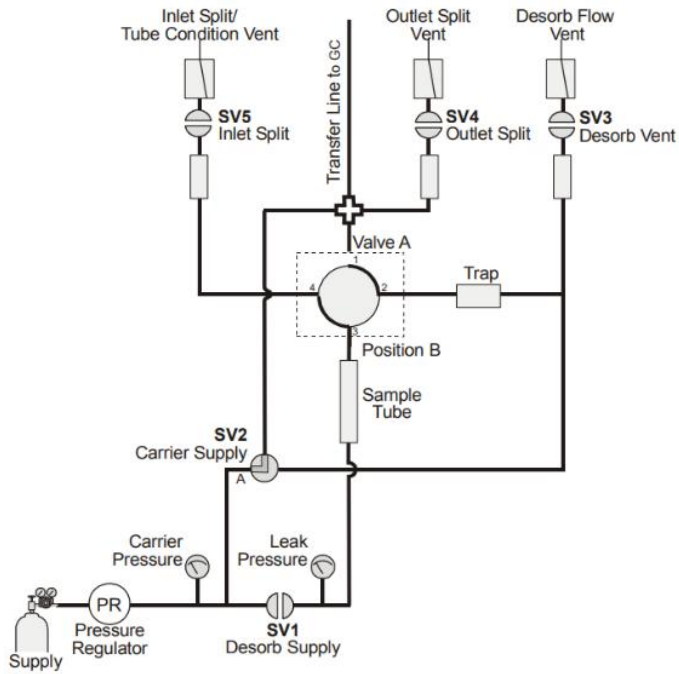 Inlet Split/
Tube Condition Vent
Outlet Split
Vent
Desorb Flow
Vent
Transfer Line to GC
SV5
Inlet Split
SV4
Outlet Split
SV3
Desorb Vent
Valve A
1
4
2
3
Trap
Position B
Sample
Tube
SV2
Carrier Supply
A
Carrier
Pressure
Leak
Pressure
PR
Pressure
Regulator
SV1
Desorb Supply
Supply